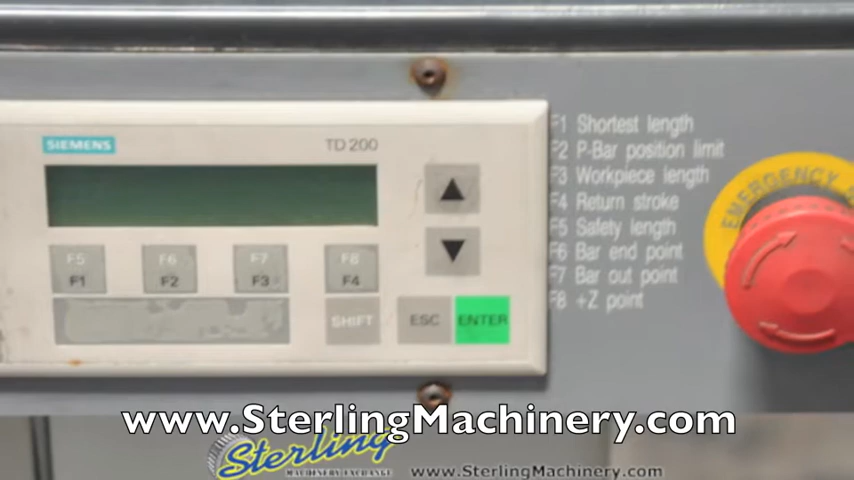 SIEMENS
TD 200
F5 F6 F7 F8
F1 F2 F3 F4
SHIFT
ESC
ENTER
F1 Shortest length
F2 P-Bar position limit
F3 Workpiece length
F4 Return stroke
F5 Safety length
F6 Bar end point
F7 Bar out point
F8 +Z point
EMERGENCY
www.SterlingMachinery.com
Sterling
MACHINERY EXCHANGE
www.SterlingMachinery.com